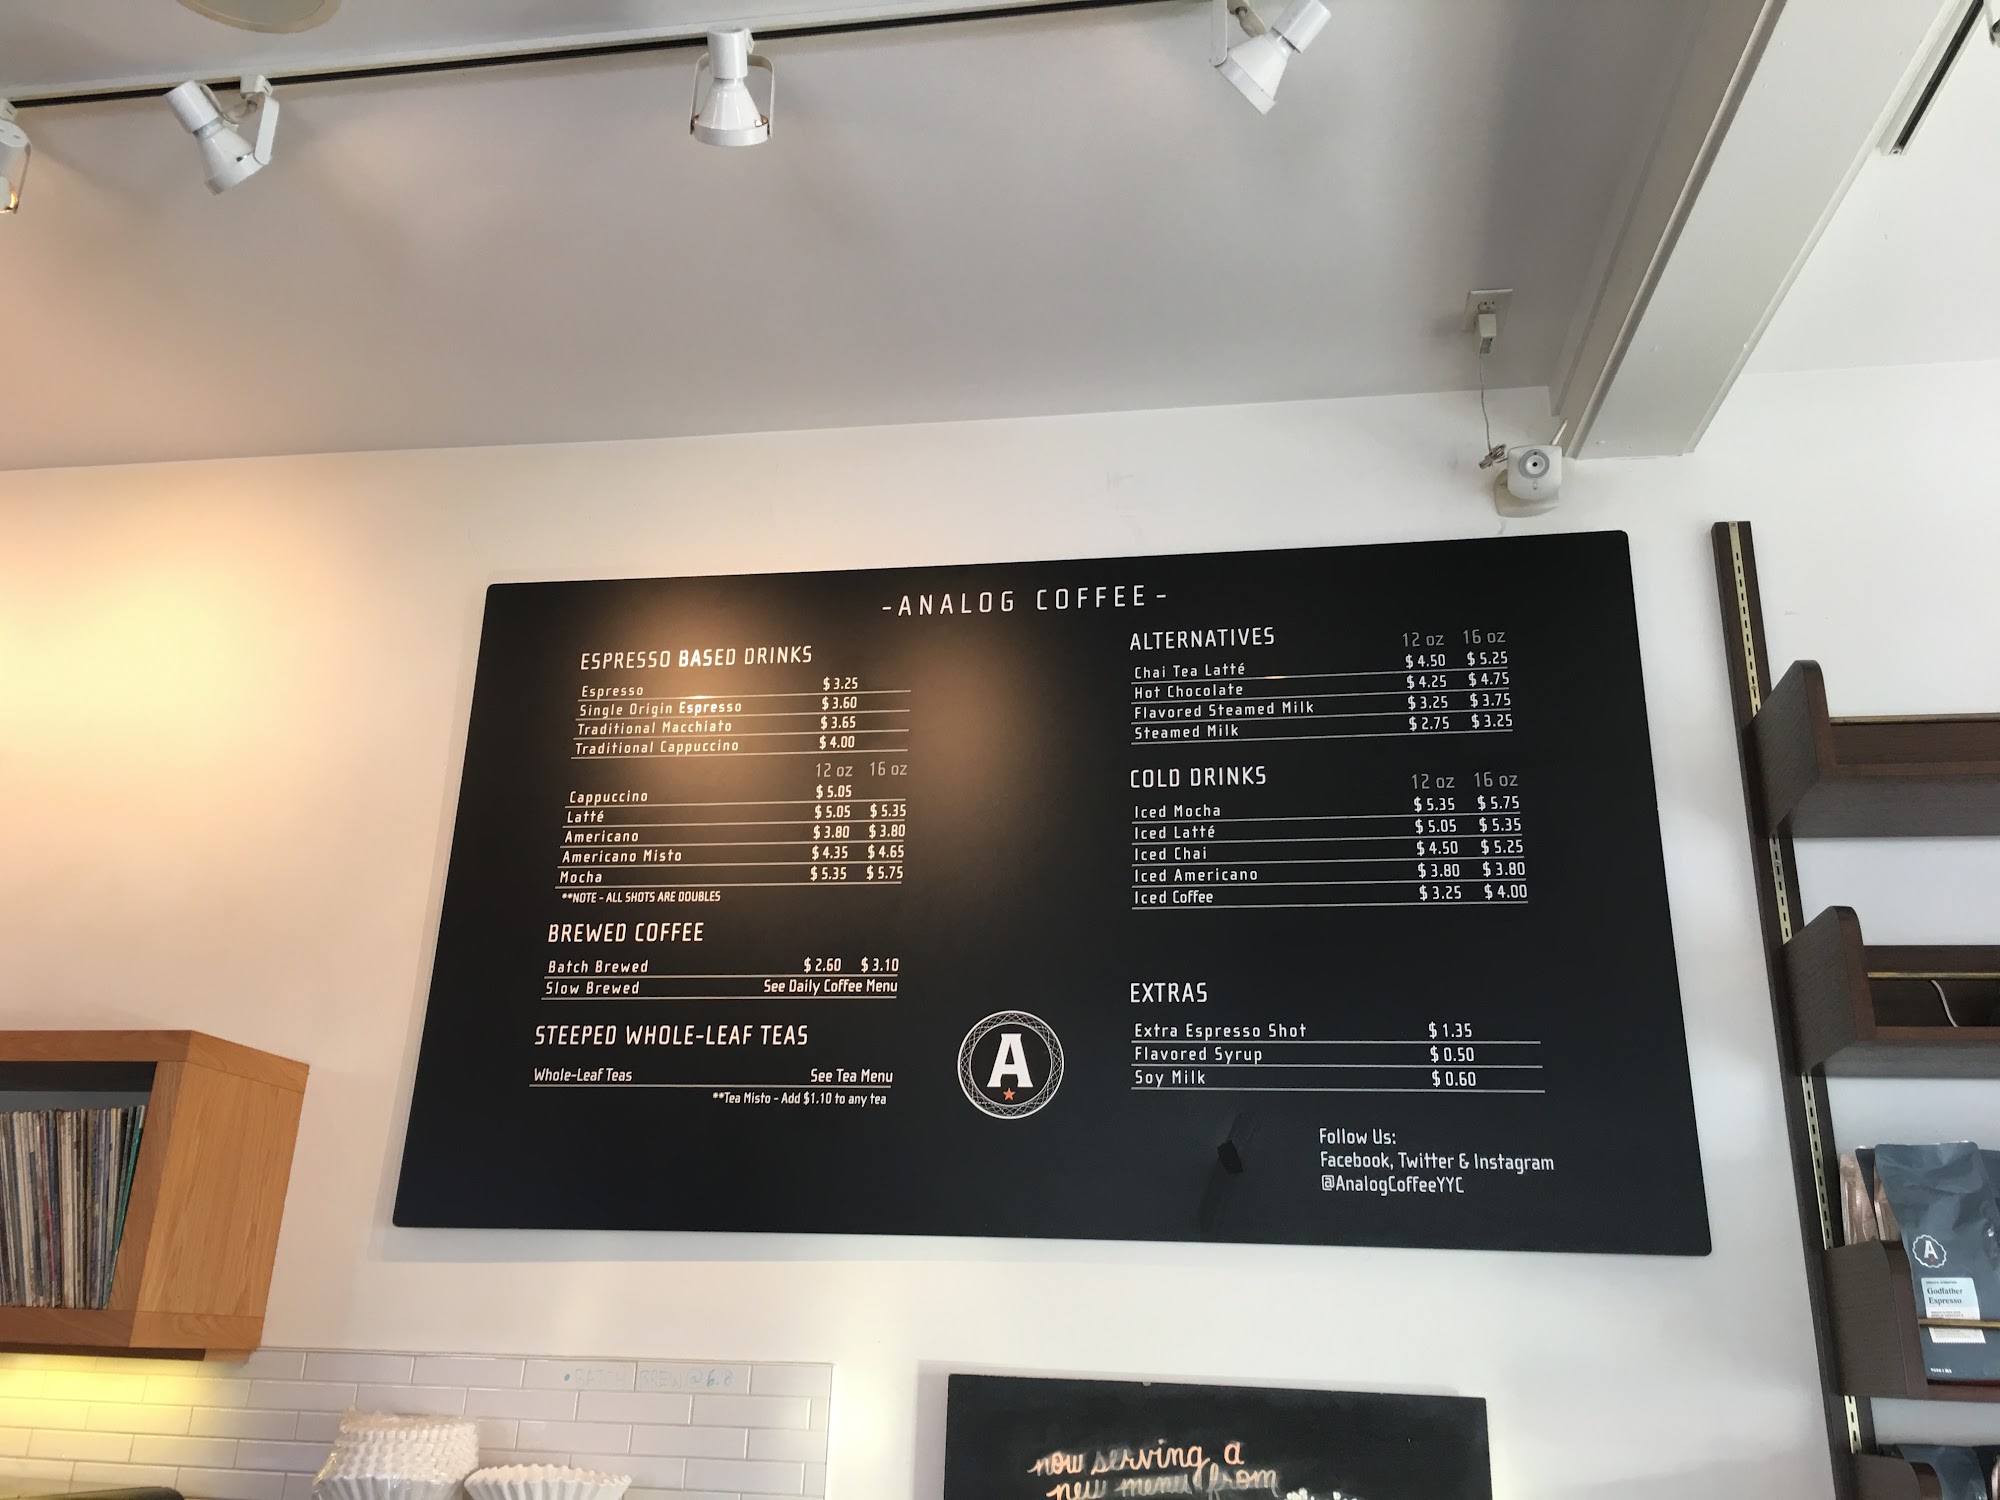 -ANALOG COFFEE-
ESPRESSO BASED DRINKS
Espresso $3.25
Single Origin Espresso $3.60
Traditional Macchiato $3.65
Traditional Cappuccino $4.00
12 oz 16 oz
Cappuccino $5.05
Latté $5.05 $5.35
Americano $3.80 $3.80
Americano Misto $4.35 $4.65
Mocha $5.35 $5.75
**NOTE - ALL SHOTS ARE DOUBLES
BREWED COFFEE
Batch Brewed $2.60 $3.10
Slow Brewed See Daily Coffee Menu
STEEPED WHOLE-LEAF TEAS
Whole-Leaf Teas See Tea Menu
**Tea Misto - Add $1.10 to any tea
A
ALTERNATIVES 12 oz 16 oz
Chai Tea Latté $4.50 $5.25
Hot Chocolate $4.25 $4.75
Flavored Steamed Milk $3.25 $3.75
Steamed Milk $2.75 $3.25
COLD DRINKS 12 oz 16 oz
Iced Mocha $5.35 $5.75
Iced Latté $5.05 $5.35
Iced Chai $4.50 $5.25
Iced Americano $3.80 $3.80
Iced Coffee $3.25 $4.00
EXTRAS
Extra Espresso Shot $1.35
Flavored Syrup $0.50
Soy Milk $0.60
Follow Us:
Facebook, Twitter & Instagram
@AnalogCoffeeYYC
A
Godfather
Espresso
• BATCH BREW @ 6.8
now serving a
new menu from